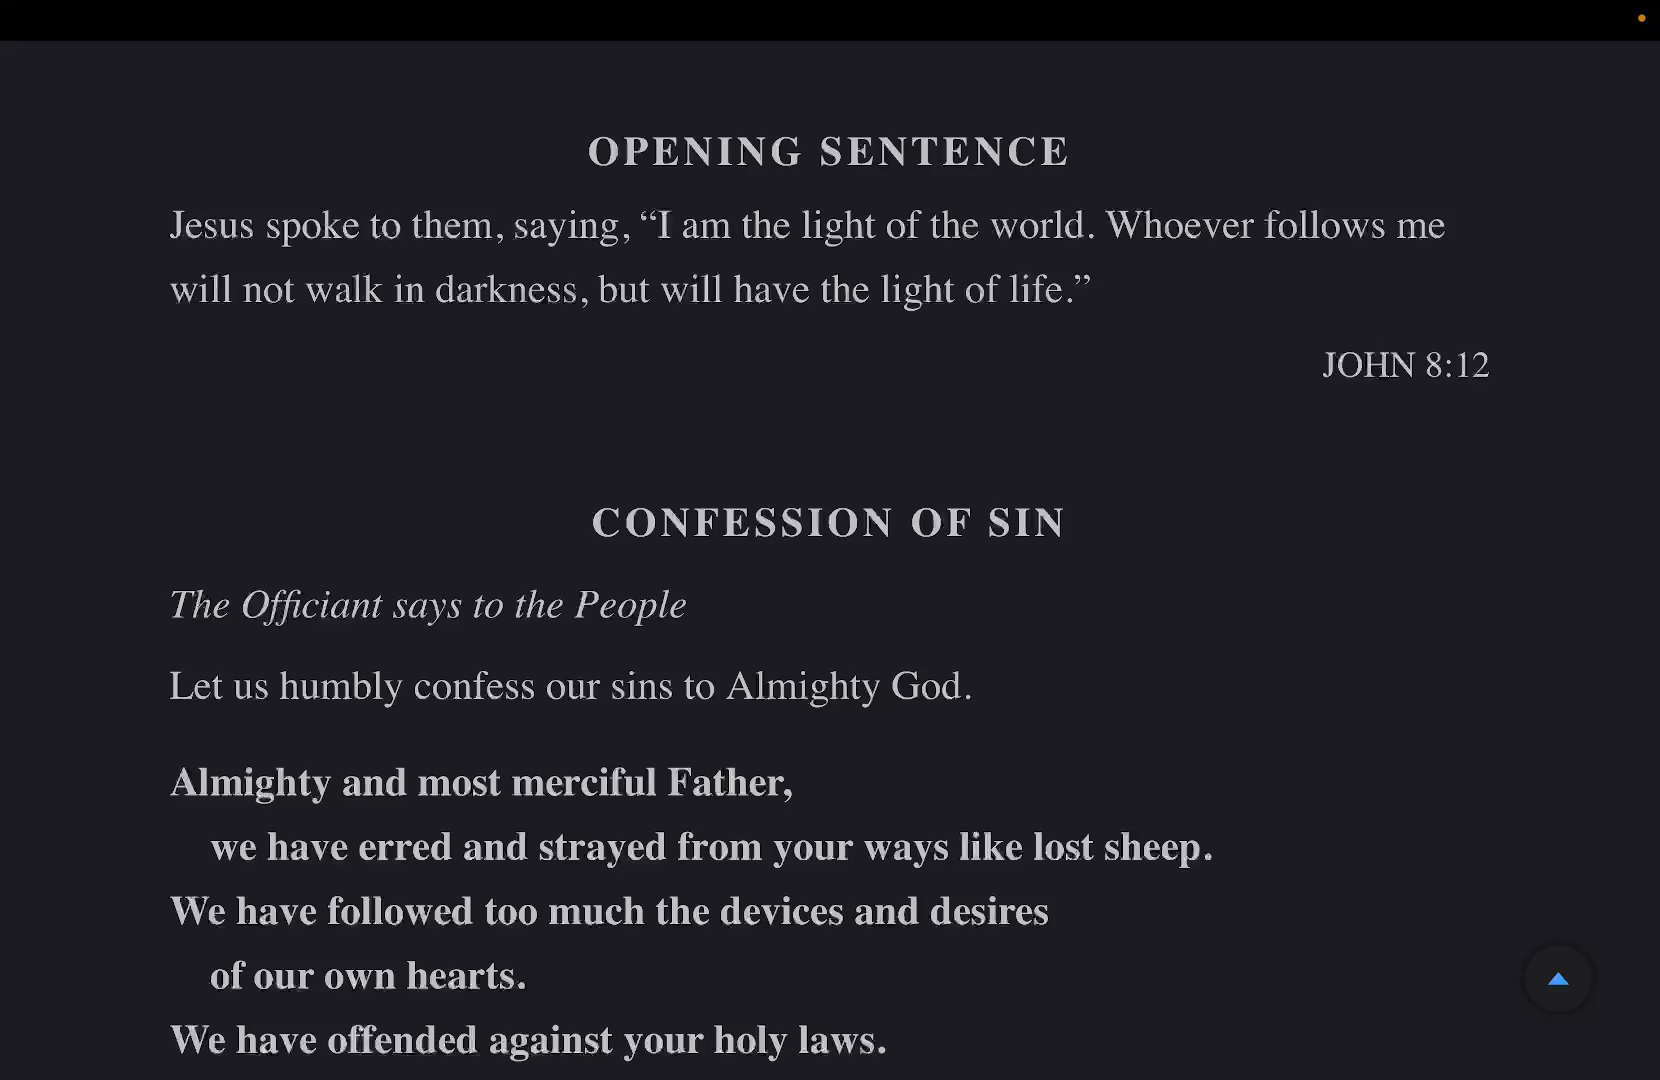 OPENING SENTENCE
Jesus spoke to them, saying, “I am the light of the world. Whoever follows me
will not walk in darkness, but will have the light of life.”
JOHN 8:12
CONFESSION OF SIN
The Officiant says to the People
Let us humbly confess our sins to Almighty God.
Almighty and most merciful Father,
we have erred and strayed from your ways like lost sheep.
We have followed too much the devices and desires
of our own hearts.
We have offended against your holy laws.